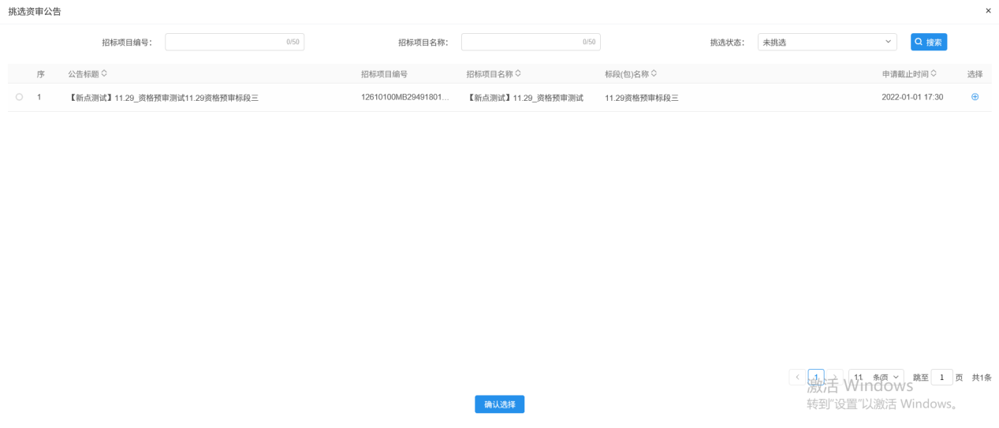 挑选资审公告 ×
招标项目编号： 0/50 招标项目名称： 0/50 挑选状态： 未挑选 搜索
序 公告标题 招标项目编号 招标项目名称 标段(包)名称 申请截止时间 选择
1 【新点测试】11.29_资格预审测试11.29资格预审标段三 12610100MB29491801... 【新点测试】11.29_资格预审测试 11.29资格预审标段三 2022-01-01 17:30
1 11 条/页 跳至 1 页 共1条
激活 Windows
确认选择
转到"设置"以激活 Windows。